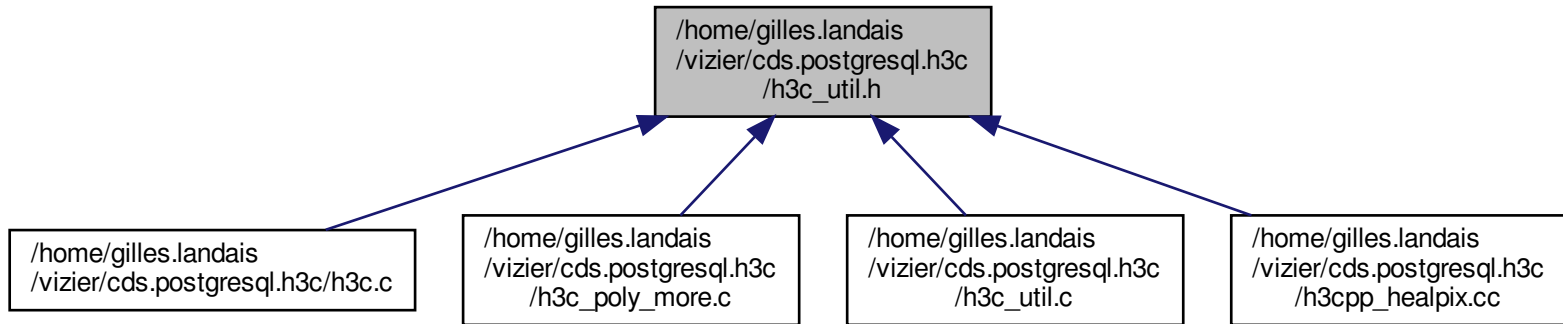 /home/gilles.landais
/vizier/cds.postgresql.h3c
/h3c_util.h
/home/gilles.landais
/vizier/cds.postgresql.h3c/h3c.c
/home/gilles.landais
/vizier/cds.postgresql.h3c
/h3c_poly_more.c
/home/gilles.landais
/vizier/cds.postgresql.h3c
/h3c_util.c
/home/gilles.landais
/vizier/cds.postgresql.h3c
/h3cpp_healpix.cc